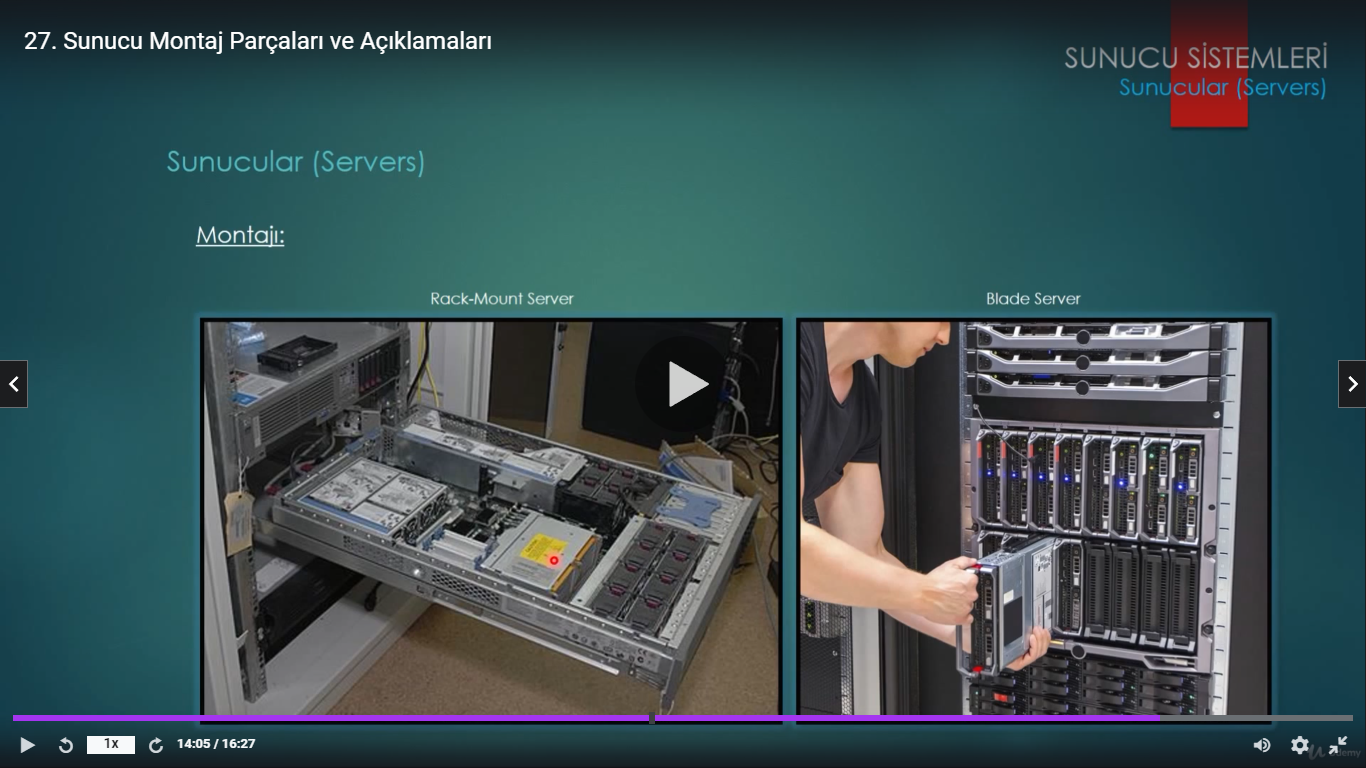 27. Sunucu Montaj Parçaları ve Açıklamaları
SUNUCU SİSTEMLERİ
Sunucular (Servers)
Sunucular (Servers)
Montajı:
Rack-Mount Server
Blade Server
1x
14:05 / 16:27